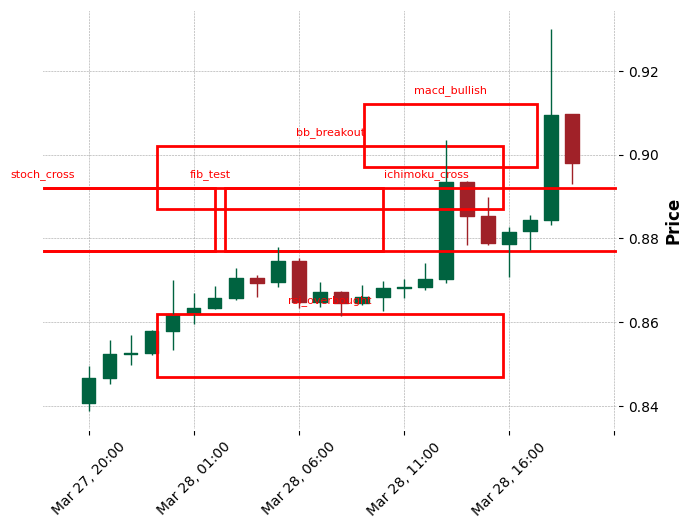 macd_bullish
bb_breakout
stoch_cross
fib_test
ichimoku_cross
0.92
0.90
0.88
0.86
0.84
Price
Mar 27, 20:00
Mar 28, 01:00
Mar 28, 06:00
Mar 28, 11:00
Mar 28, 16:00